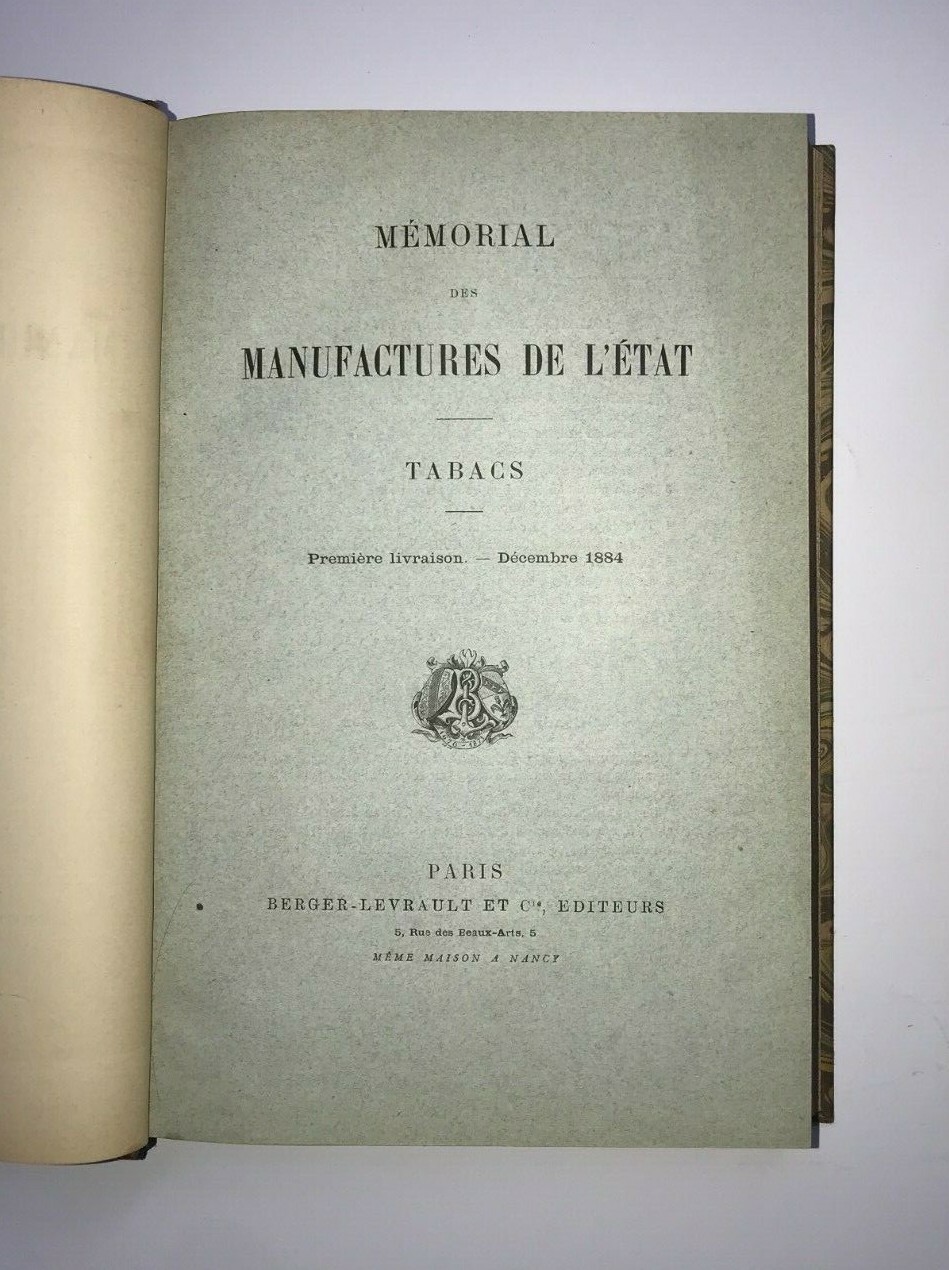 MÉMORIAL
DES
MANUFACTURES DE L'ÉTAT
TABACS
Première livraison. — Décembre 1884
PARIS
BERGER-LEVRAULT ET Cie, EDITEURS
5, Rue des Beaux-Arts, 5
MÊME MAISON A NANCY